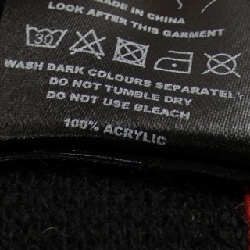 MADE IN CHINA
LOOK AFTER THIS GARMENT
30
WASH DARK COLOURS SEPARATELY
DO NOT TUMBLE DRY
DO NOT USE BLEACH
100% ACRYLIC